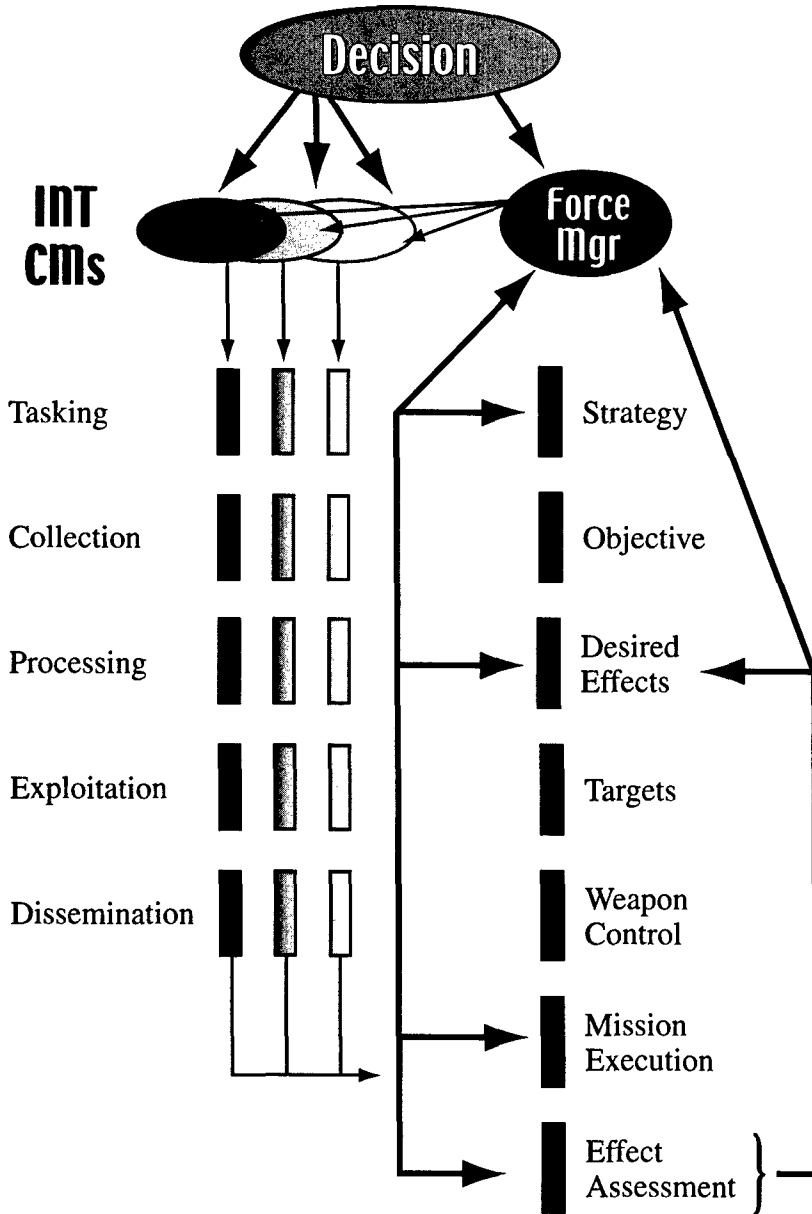 Decision
INT
CMs
Force
Mgr
Tasking
Collection
Processing
Exploitation
Dissemination
Strategy
Objective
Desired
Effects
Targets
Weapon
Control
Mission
Execution
Effect
Assessment